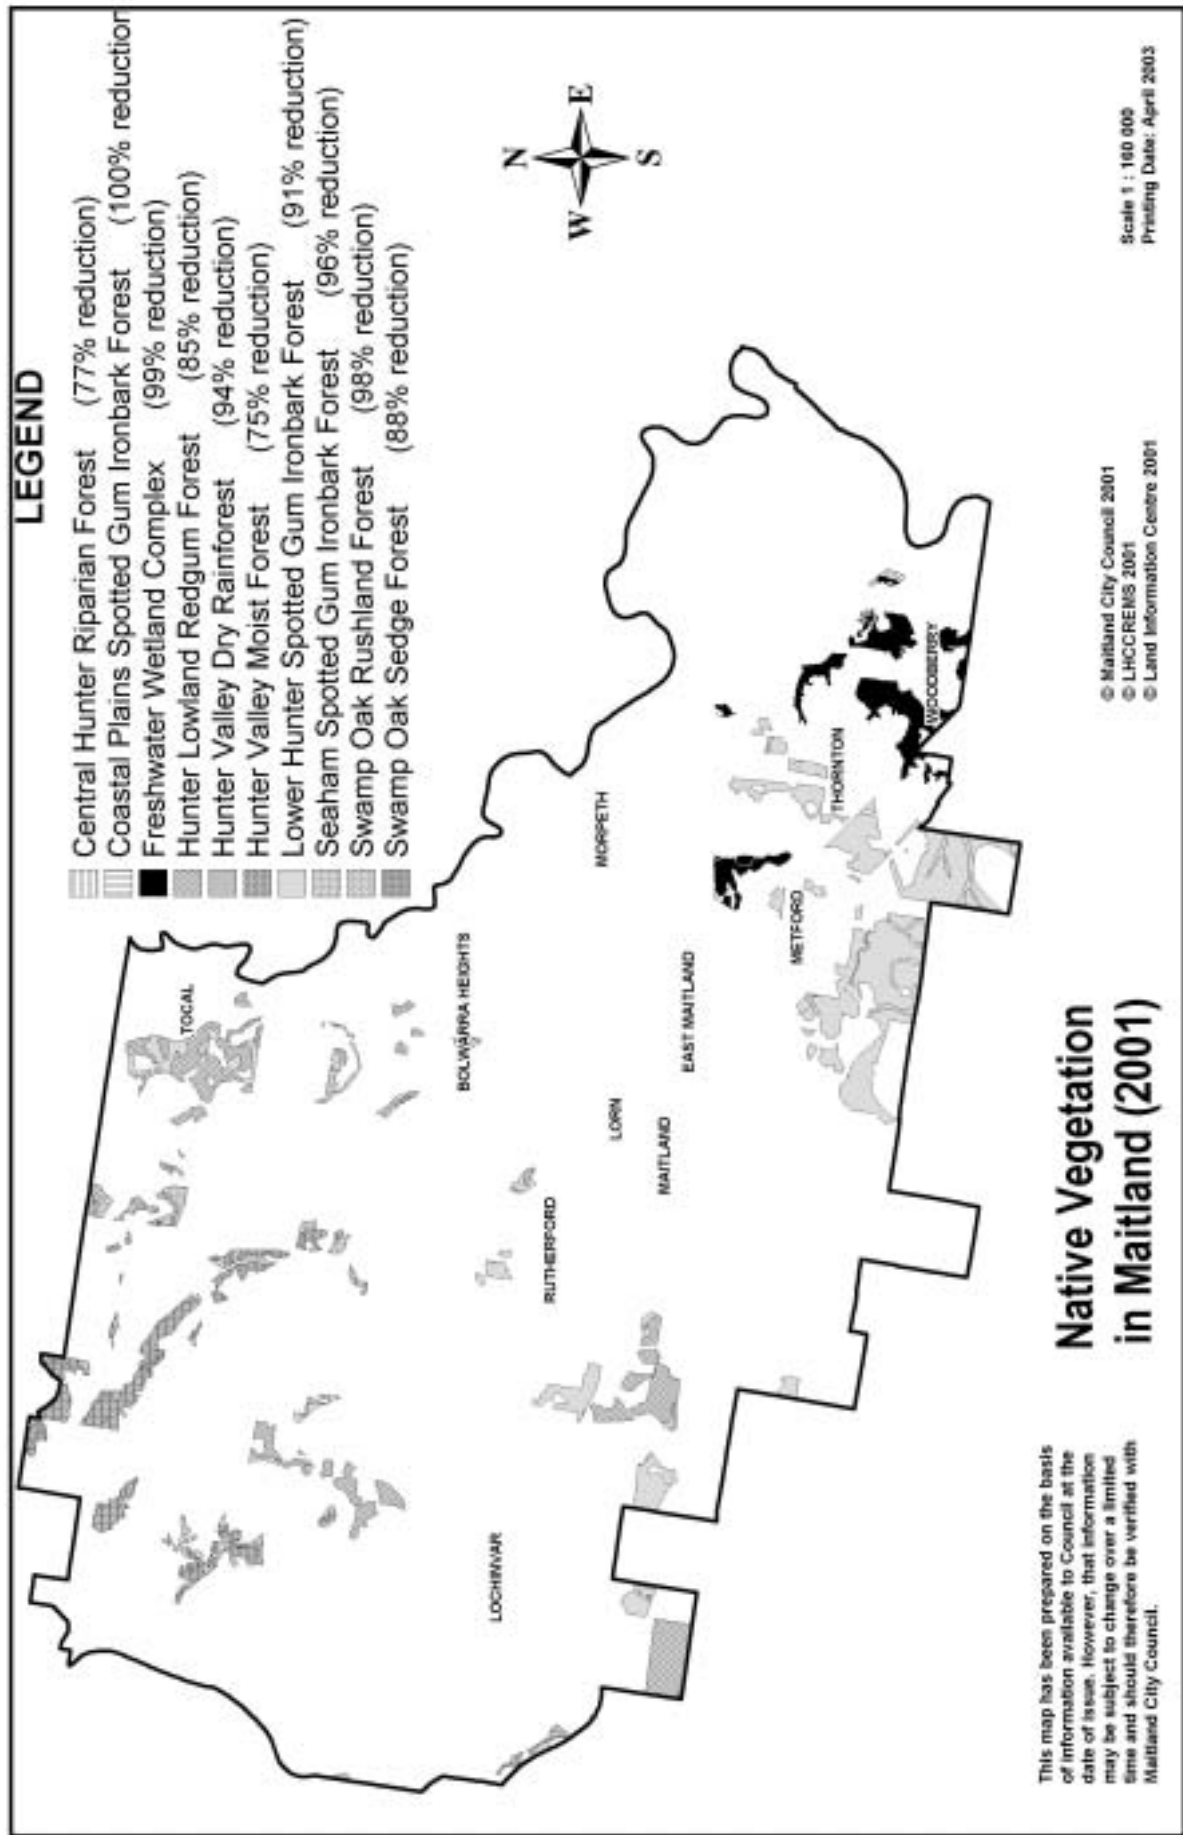 LEGEND
Central Hunter Riparian Forest (77% reduction)
Coastal Plains Spotted Gum Ironbark Forest (100% reduction
Freshwater Wetland Complex (99% reduction)
Hunter Lowland Redgum Forest (85% reduction)
Hunter Valley Dry Rainforest (94% reduction)
Hunter Valley Moist Forest (75% reduction)
Lower Hunter Spotted Gum Ironbark Forest (91% reduction)
Seaham Spotted Gum Ironbark Forest (96% reduction)
Swamp Oak Rushland Forest (98% reduction)
Swamp Oak Sedge Forest (88% reduction)
N
W E
S
TOCAL
BOLWARRA HEIGHTS
MORPETH
LORN
RUTHERFORD
LOCHINVAR
MAITLAND
EAST MAITLAND
METFORD
THORNTON
WOODBERRY
Native Vegetation
in Maitland (2001)
This map has been prepared on the basis
of information available to Council at the
date of issue. However, that information
may be subject to change over a limited
time and should therefore be verified with
Maitland City Council.
© Maitland City Council 2001
© LHCCREMS 2001
© Land Information Centre 2001
Scale 1 : 160 000
Printing Date: April 2003